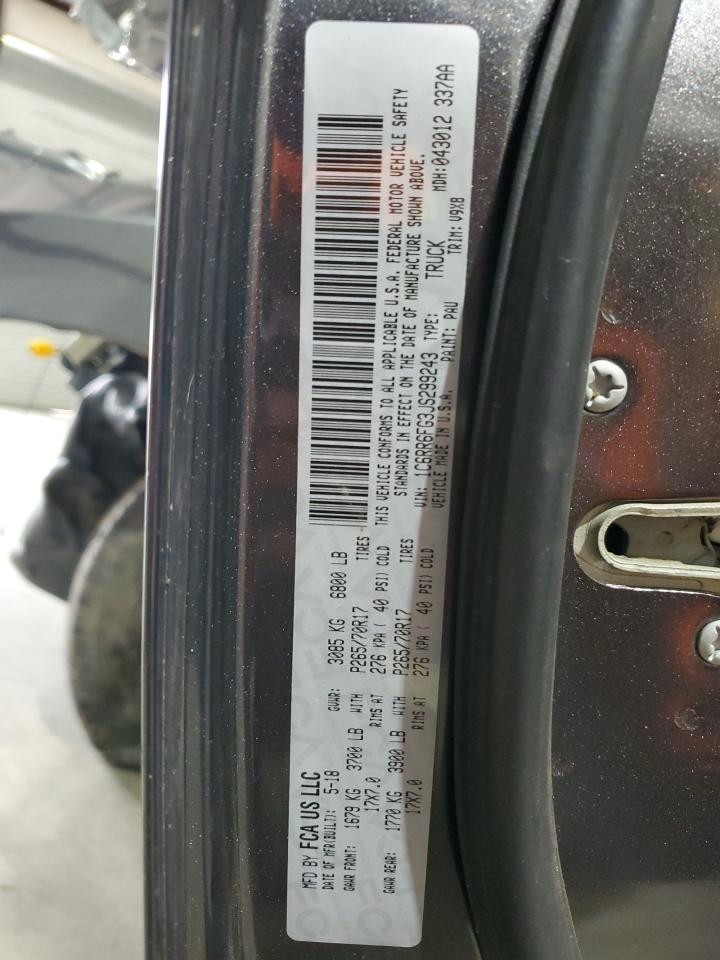 MFD BY FCA US LLC
DATE OF MFR(BUILT): 5-18 GVWR: 3085 KG 6800 LB
GAWR FRONT: 1679 KG 3700 LB WITH P265/70R17 TIRES
17X7.0 RIMS AT 276 KPA ( 40 PSI) COLD
GAWR REAR: 1770 KG 3900 LB WITH P265/70R17 TIRES
17X7.0 RIMS AT 276 KPA ( 40 PSI) COLD
THIS VEHICLE CONFORMS TO ALL APPLICABLE U.S.A. FEDERAL MOTOR VEHICLE SAFETY
STANDARDS IN EFFECT ON THE DATE OF MANUFACTURE SHOWN ABOVE.
VIN: 1C6RR6FG3JS299243 TYPE: TRUCK MDH:043012 337AA
VEHICLE MADE IN U.S.A. PAINT: PAU TRIM: V9X8